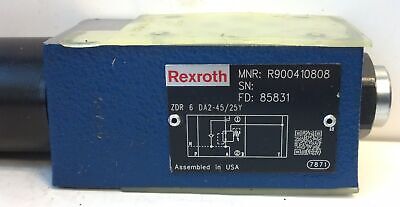 Rexroth
MNR: R900410808
SN:
FD: 85831
ZDR 6 DA2-45/25Y
Assembled in USA
7871